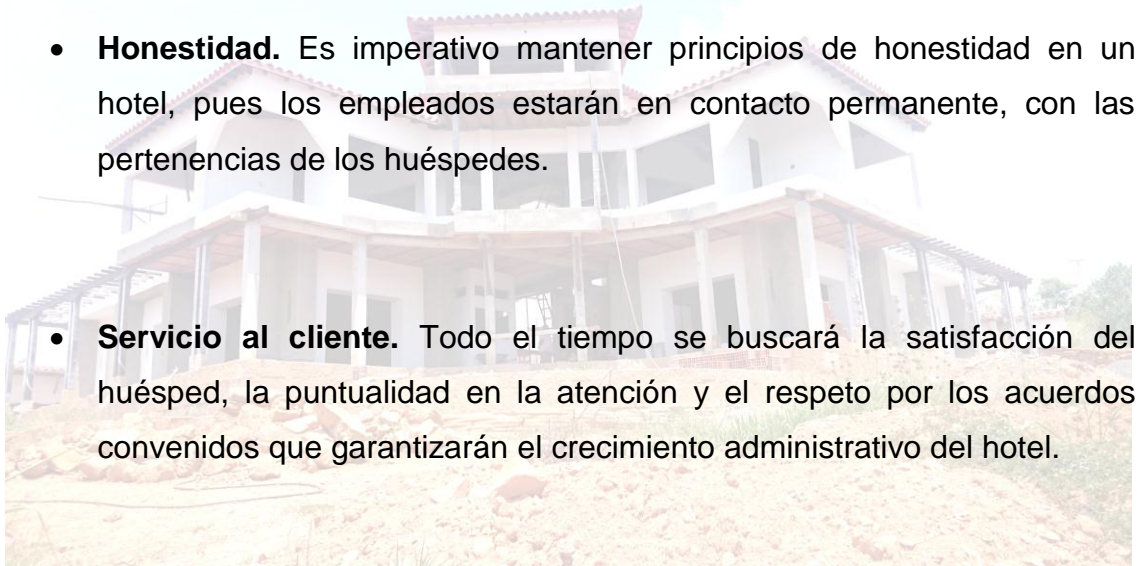 • Honestidad. Es imperativo mantener principios de honestidad en un
hotel, pues los empleados estarán en contacto permanente, con las
pertenencias de los huéspedes.
• Servicio al cliente. Todo el tiempo se buscará la satisfacción del
huésped, la puntualidad en la atención y el respeto por los acuerdos
convenidos que garantizarán el crecimiento administrativo del hotel.